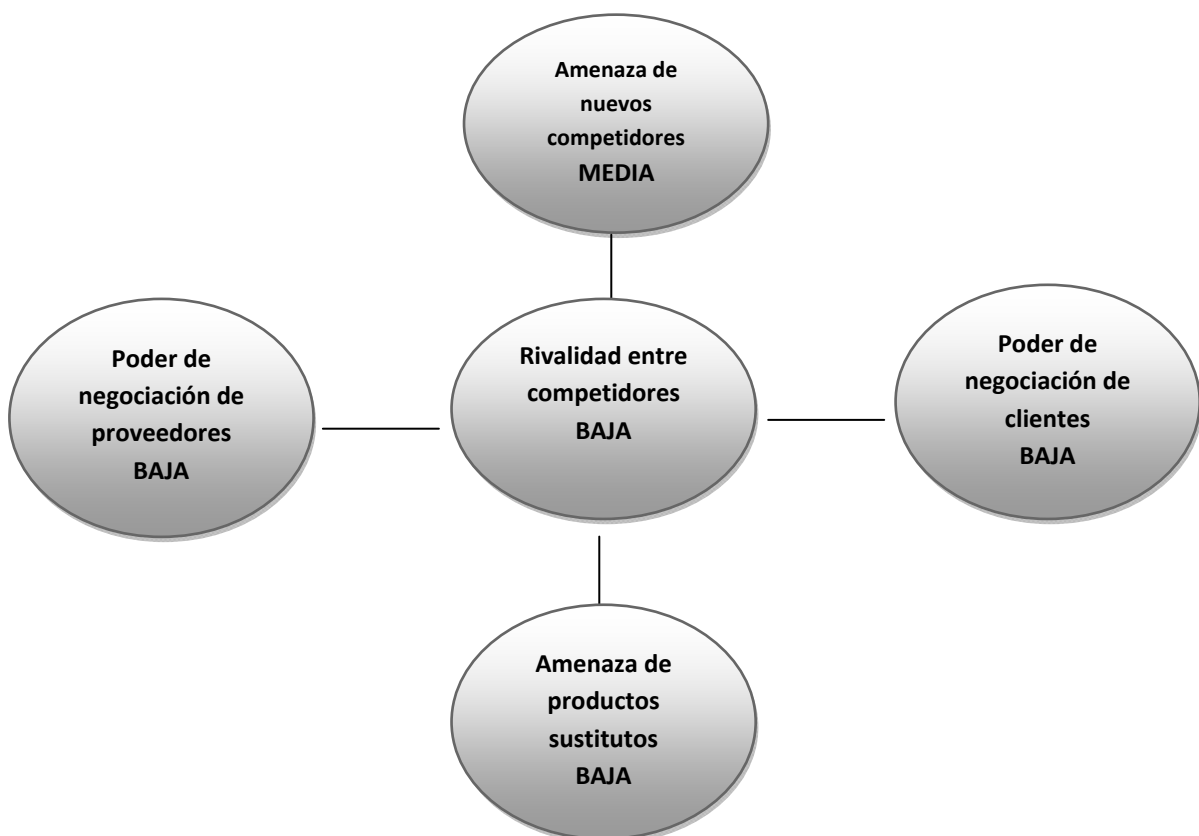 Amenaza de
nuevos
competidores
MEDIA
Poder de
negociación de
proveedores
BAJA
Rivalidad entre
competidores
BAJA
Poder de
negociación de
clientes
BAJA
Amenaza de
productos
sustitutos
BAJA